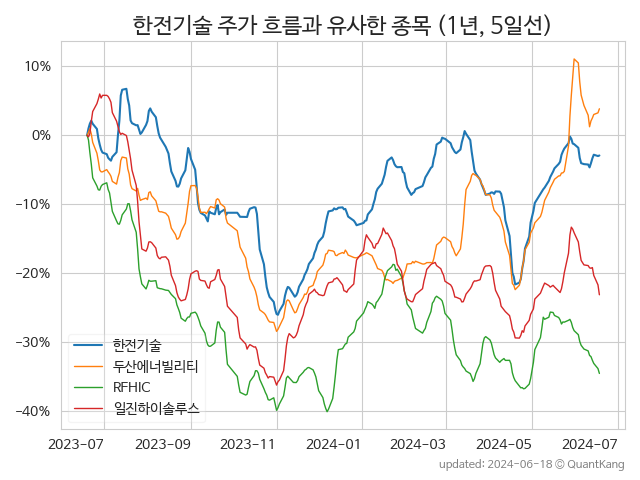 한전기술 주가 흐름과 유사한 종목 (1년, 5일선)
10%
0%
−10%
−20%
−30%
−40%
한전기술
두산에너빌리티
RFHIC
일진하이솔루스
2023-07 2023-09 2023-11 2024-01 2024-03 2024-05 2024-07
updated: 2024-06-18 © QuantKang